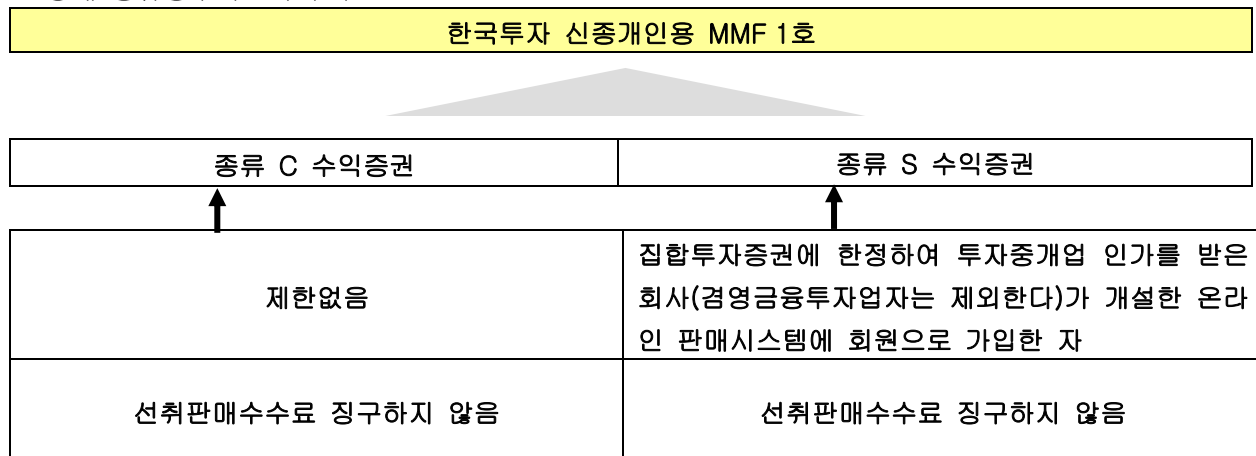 한국투자 신종개인용 MMF 1호
종류 C 수익증권
종류 S 수익증권
제한없음
집합투자증권에 한정하여 투자중개업 인가를 받은
회사(겸영금융투자업자는 제외한다)가 개설한 온라
인 판매시스템에 회원으로 가입한 자
선취판매수수료 징구하지 않음
선취판매수수료 징구하지 않음